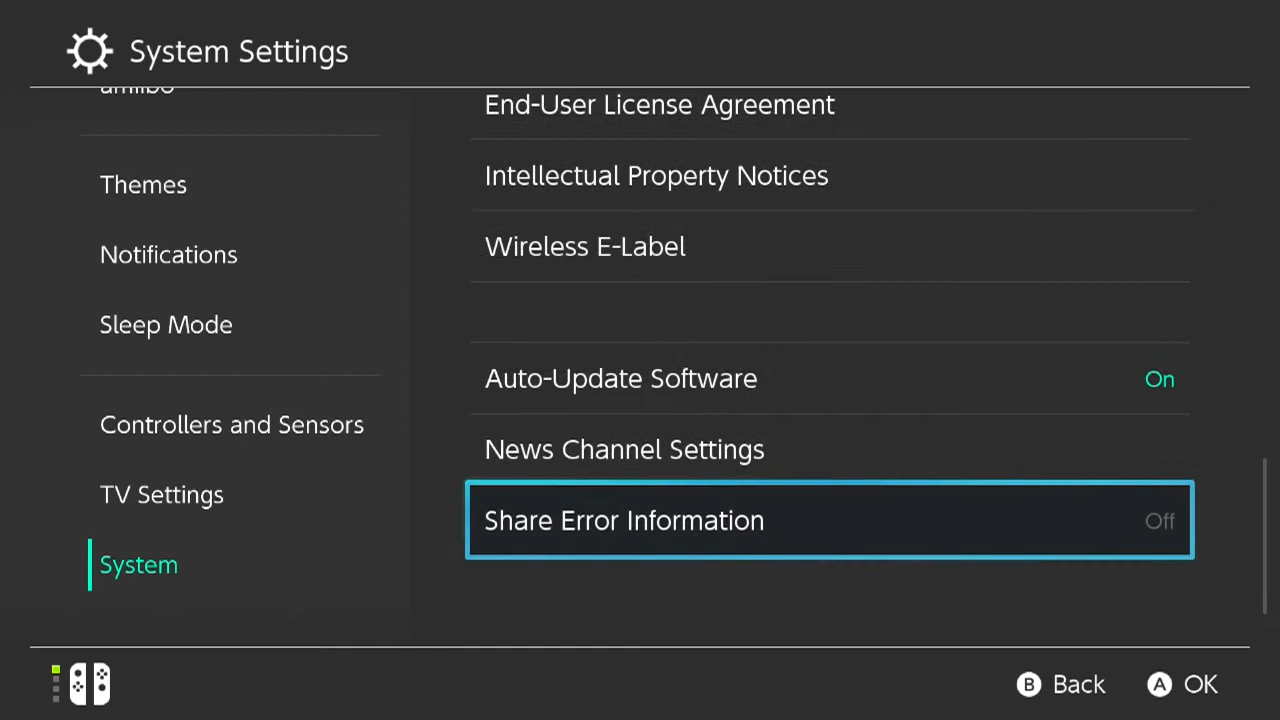 System Settings
amiibo
Themes
Notifications
Sleep Mode
Controllers and Sensors
TV Settings
System
End-User License Agreement
Intellectual Property Notices
Wireless E-Label
Auto-Update Software On
News Channel Settings
Share Error Information Off
B Back A OK